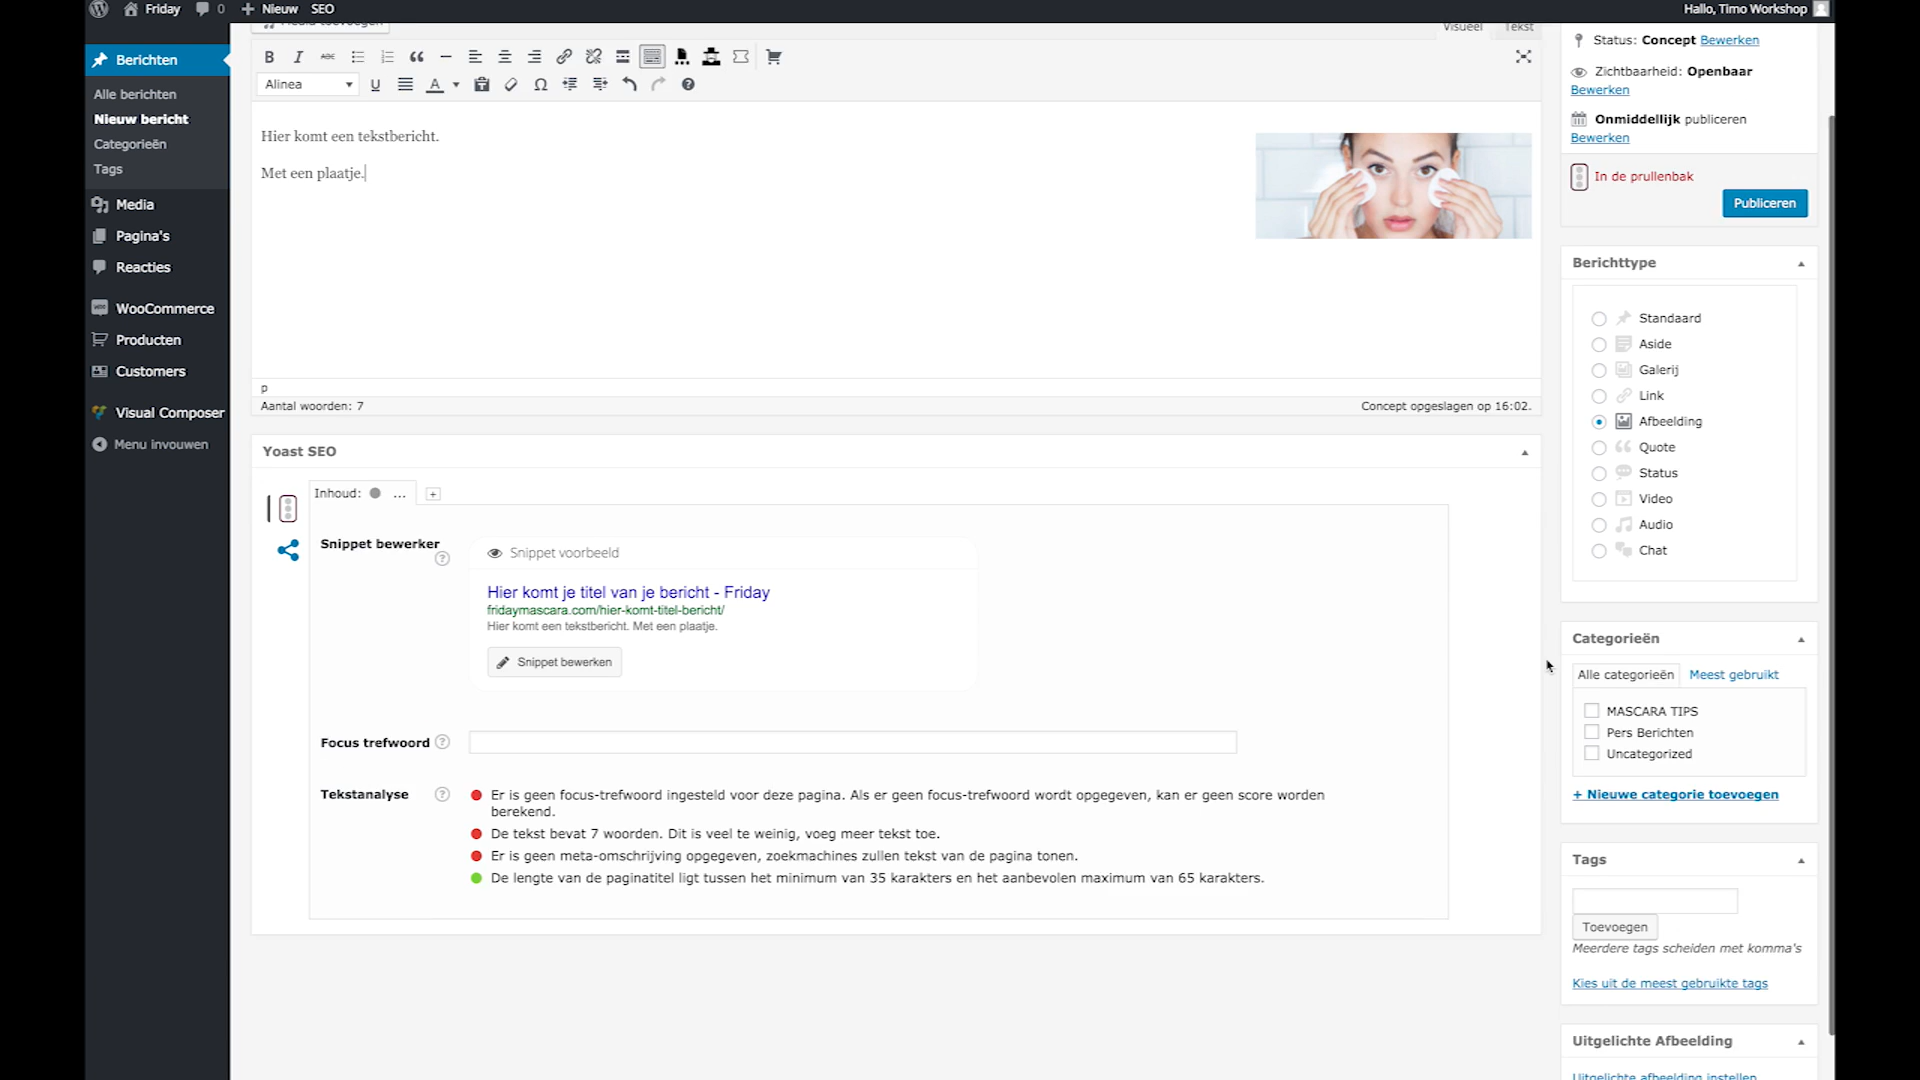 Friday
0
Nieuw
SEO
Hallo, Timo Workshop
Berichten
Alle berichten
Nieuw bericht
Categorieën
Tags
Media
Pagina's
Reacties
WooCommerce
Producten
Customers
Visual Composer
Menu invouwen
Media toevoegen
Visueel
Tekst
Alinea
Hier komt een tekstbericht.
Met een plaatje.
p
Aantal woorden: 7
Concept opgeslagen op 16:02.
Yoast SEO
Inhoud: ...
+
Snippet bewerker
Snippet voorbeeld
Hier komt je titel van je bericht - Friday
fridaymascara.com/hier-komt-titel-bericht/
Hier komt een tekstbericht. Met een plaatje.
Snippet bewerken
Focus trefwoord
Tekstanalyse
Er is geen focus-trefwoord ingesteld voor deze pagina. Als er geen focus-trefwoord wordt opgegeven, kan er geen score worden
berekend.
De tekst bevat 7 woorden. Dit is veel te weinig, voeg meer tekst toe.
Er is geen meta-omschrijving opgegeven, zoekmachines zullen tekst van de pagina tonen.
De lengte van de paginatitel ligt tussen het minimum van 35 karakters en het aanbevolen maximum van 65 karakters.
Status: Concept Bewerken
Zichtbaarheid: Openbaar
Bewerken
Onmiddellijk publiceren
Bewerken
In de prullenbak
Publiceren
Berichttype
Standaard
Aside
Galerij
Link
Afbeelding
Quote
Status
Video
Audio
Chat
Categorieën
Alle categorieën
Meest gebruikt
MASCARA TIPS
Pers Berichten
Uncategorized
+ Nieuwe categorie toevoegen
Tags
Toevoegen
Meerdere tags scheiden met komma's
Kies uit de meest gebruikte tags
Uitgelichte Afbeelding
Uitgelichte afbeelding instellen